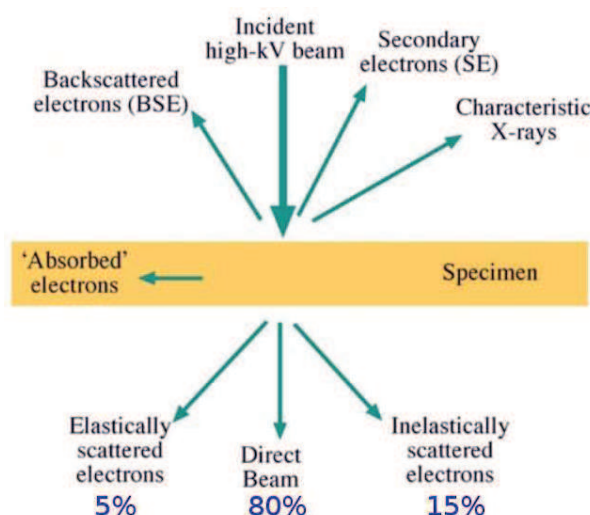 Incident
high-kV beam
Secondary
electrons (SE)
Backscattered
electrons (BSE)
Characteristic
X-rays
'Absorbed'
electrons
Specimen
Elastically
scattered
electrons
5%
Direct
Beam
80%
Inelastically
scattered
electrons
15%